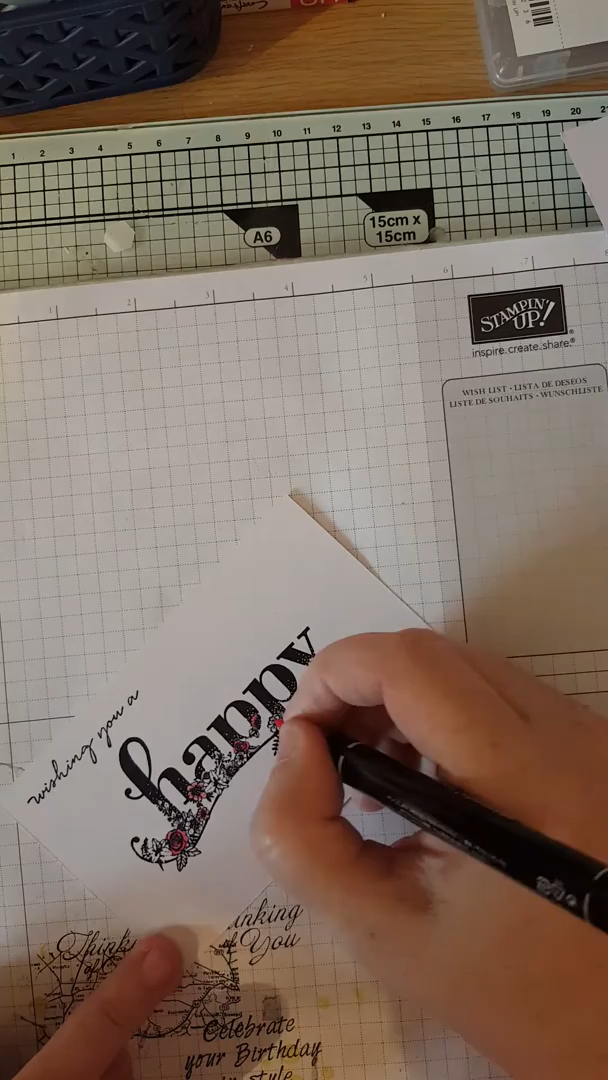 1 2 3 4 5 6 7 8 9 10 11 12 13 14 15 16 17 18 19 20 21
A6
15cm x
15cm
1 2 3 4 5 6 7
STAMPIN' UP!®
inspire.create.share.®
WISH LIST • LISTA DE DESEOS
LISTE DE SOUHAITS • WUNSCHLISTE
wishing you a
happy
Thinking
of You
Celebrate
your Birthday
in style